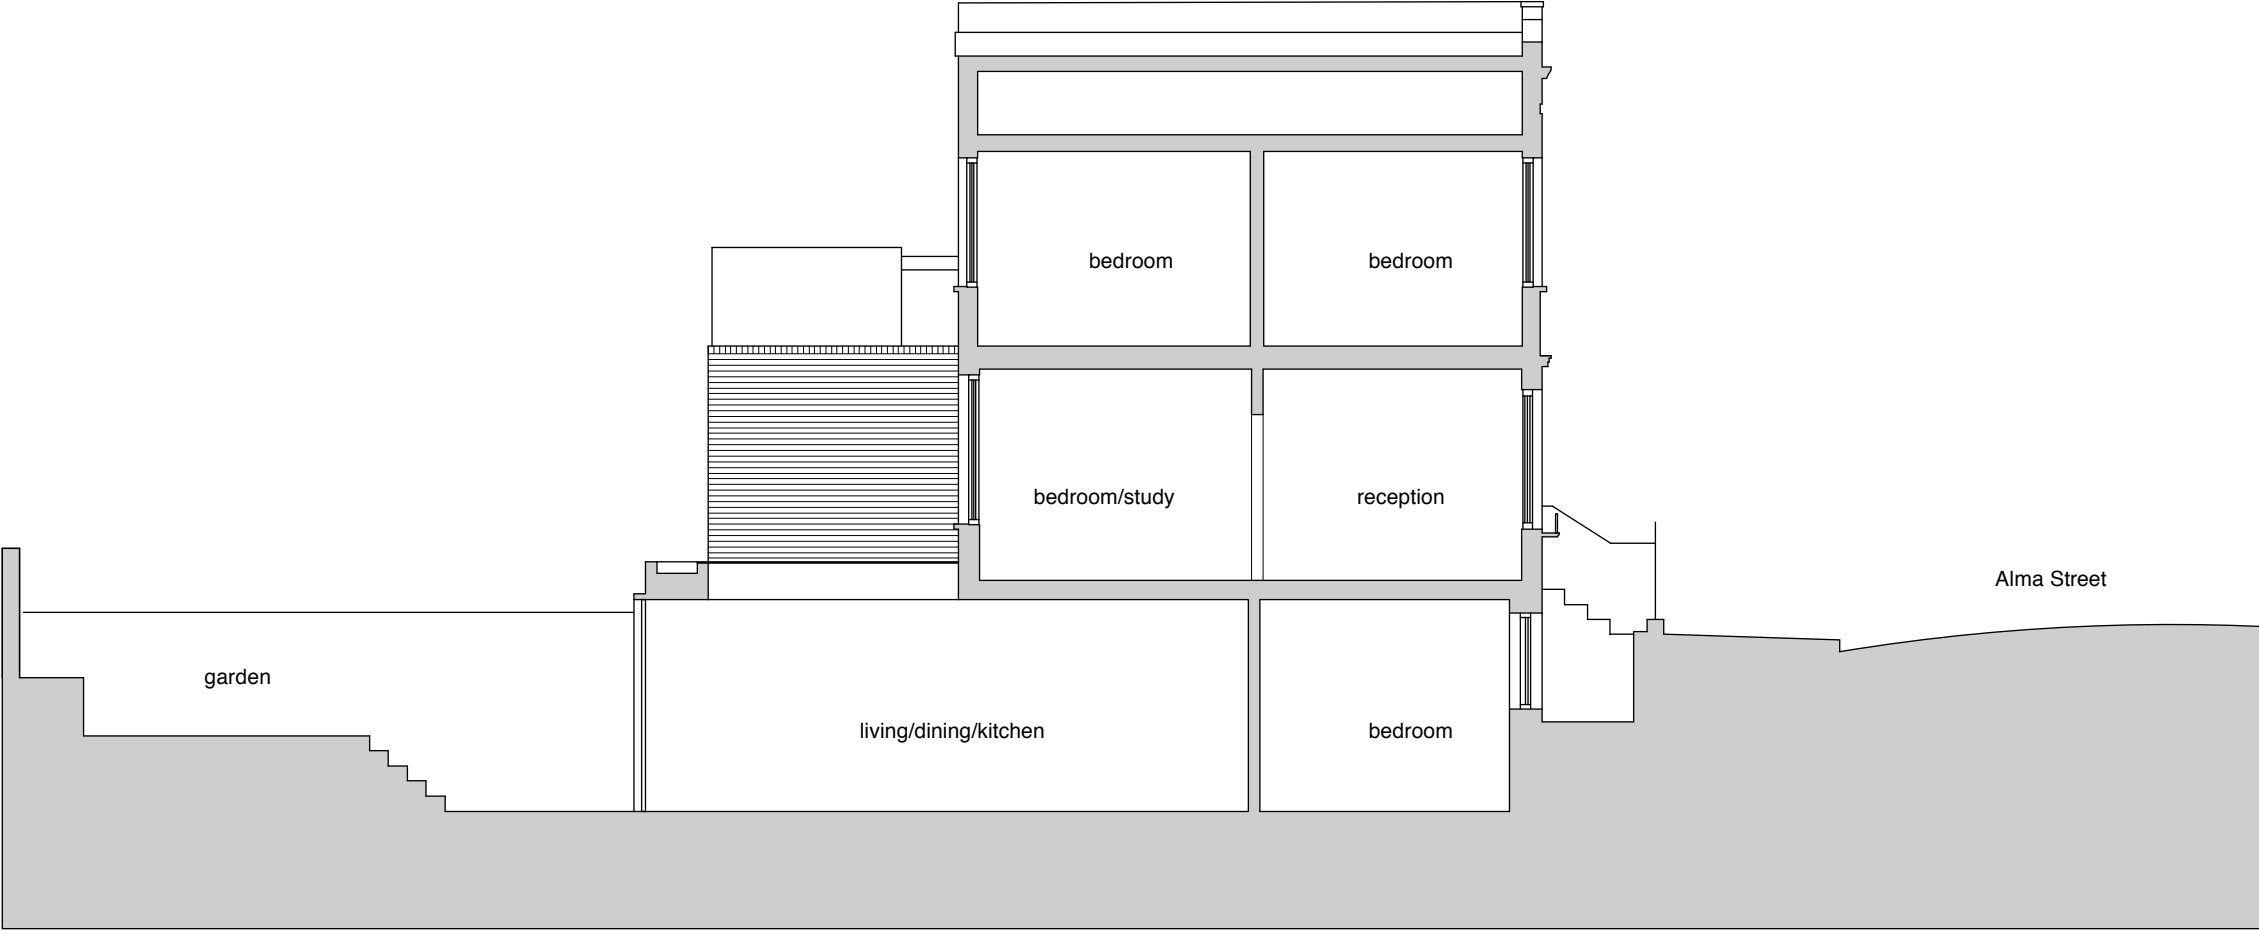 bedroom
bedroom
bedroom/study
reception
Alma Street
garden
living/dining/kitchen
bedroom